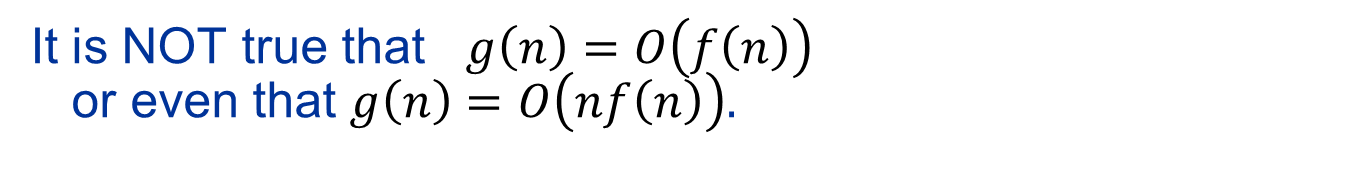 It is NOT true that g(n) = O(f(n))
or even that g(n) = O(nf(n)).